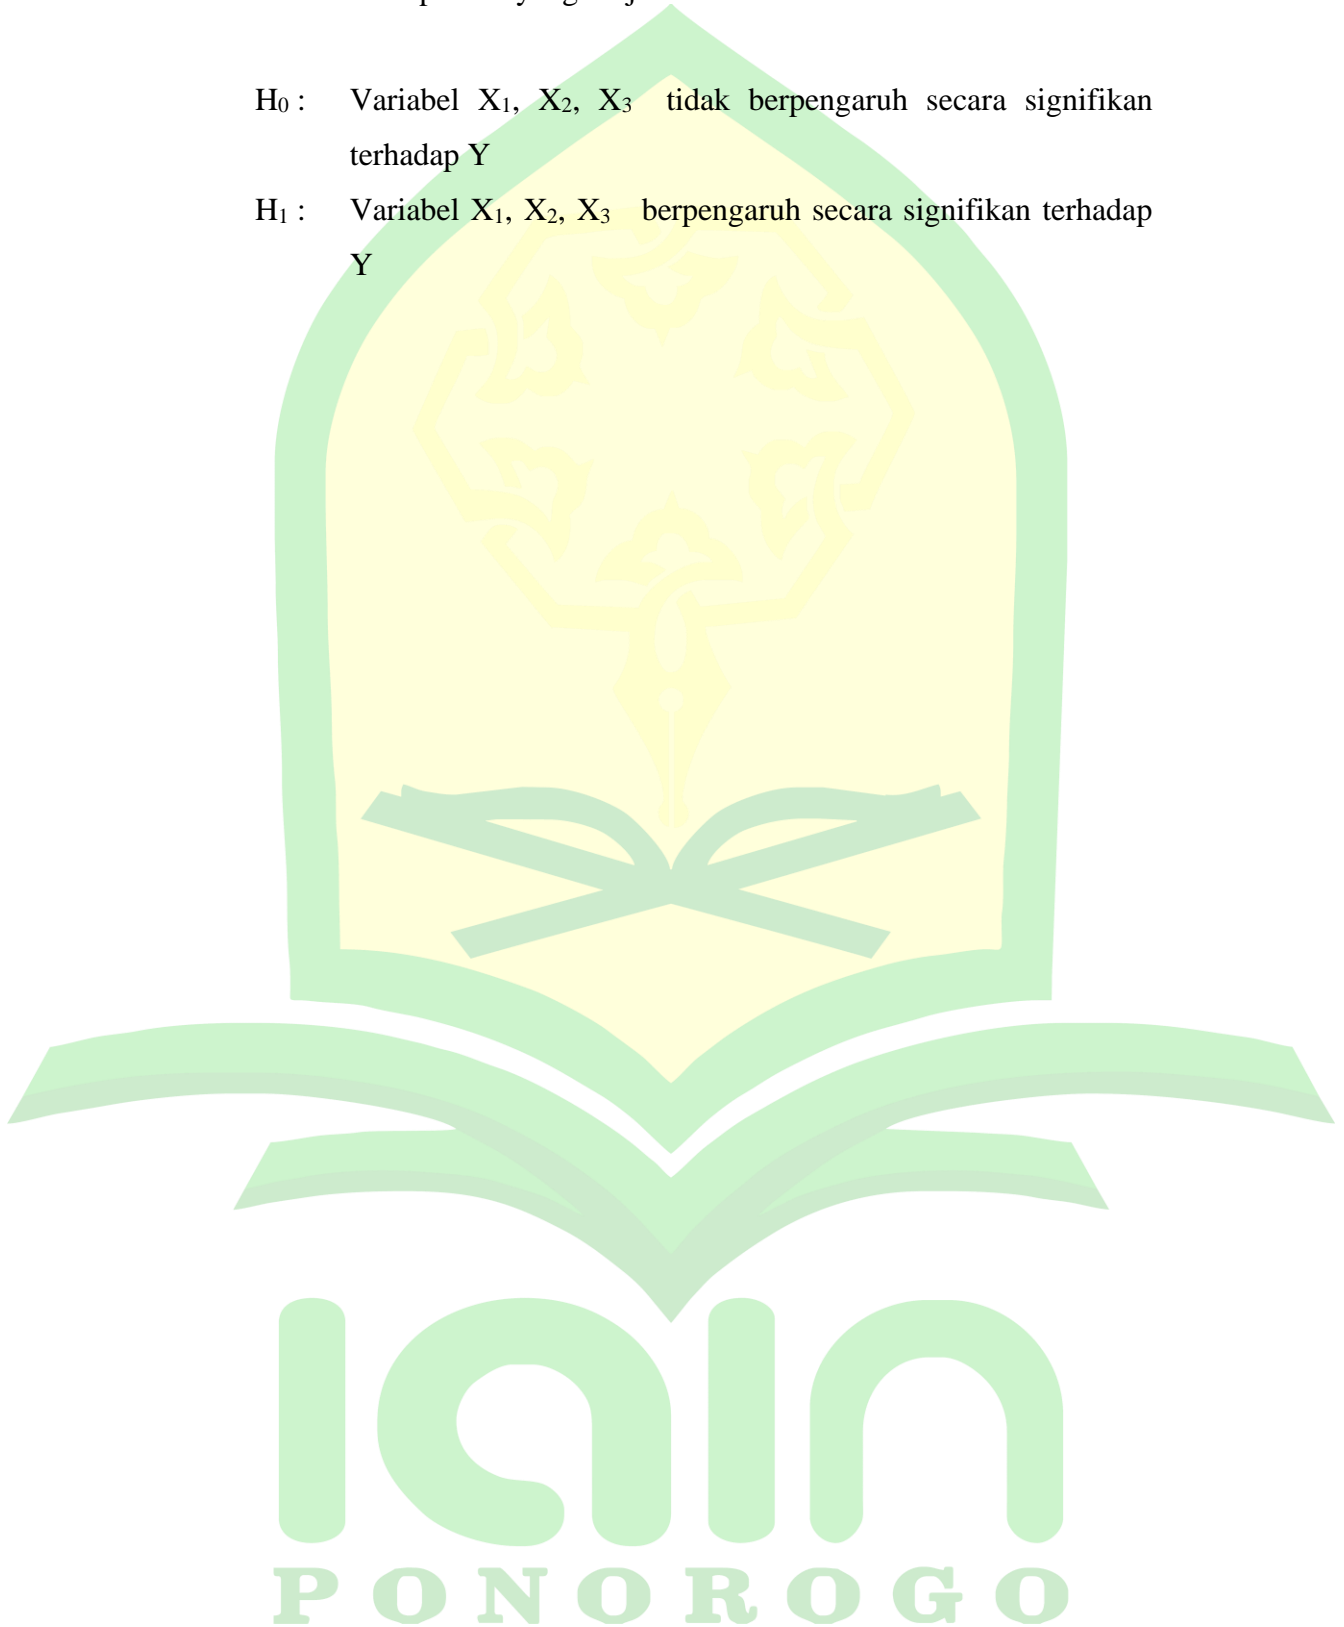 H₀ : Variabel X₁, X₂, X₃ tidak berpengaruh secara signifikan
terhadap Y
H₁ : Variabel X₁, X₂, X₃ berpengaruh secara signifikan terhadap
Y
iain
PONOROGO